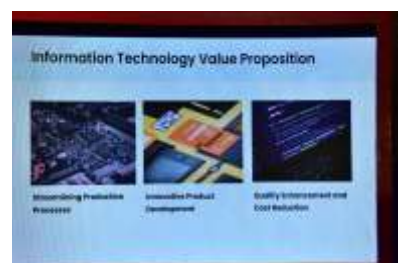 Information Technology Value Proposition
Streamlining Production
Processes
Innovative Product
Development
Quality Enhancement and
Cost Reduction